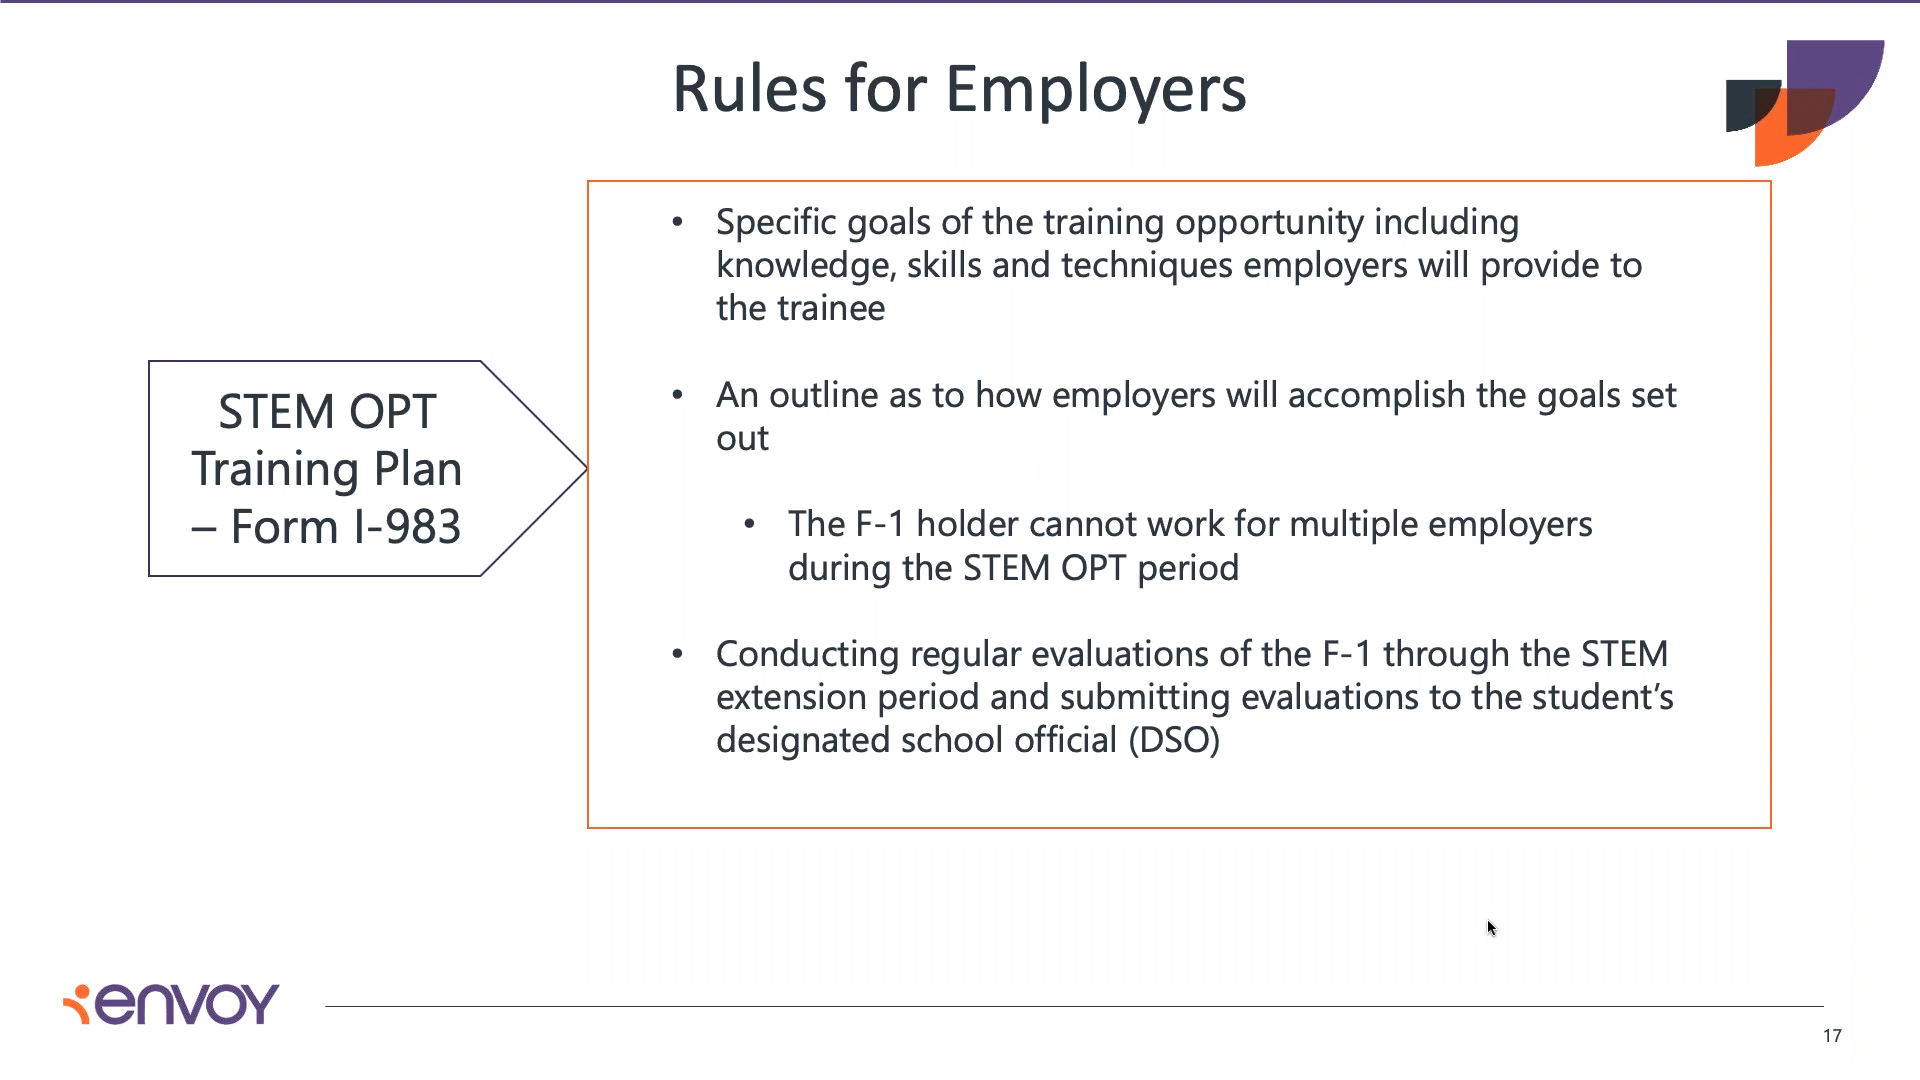 Rules for Employers
STEM OPT
Training Plan
– Form I-983
• Specific goals of the training opportunity including
knowledge, skills and techniques employers will provide to
the trainee
• An outline as to how employers will accomplish the goals set
out
• The F-1 holder cannot work for multiple employers
during the STEM OPT period
• Conducting regular evaluations of the F-1 through the STEM
extension period and submitting evaluations to the student’s
designated school official (DSO)
envoy
17